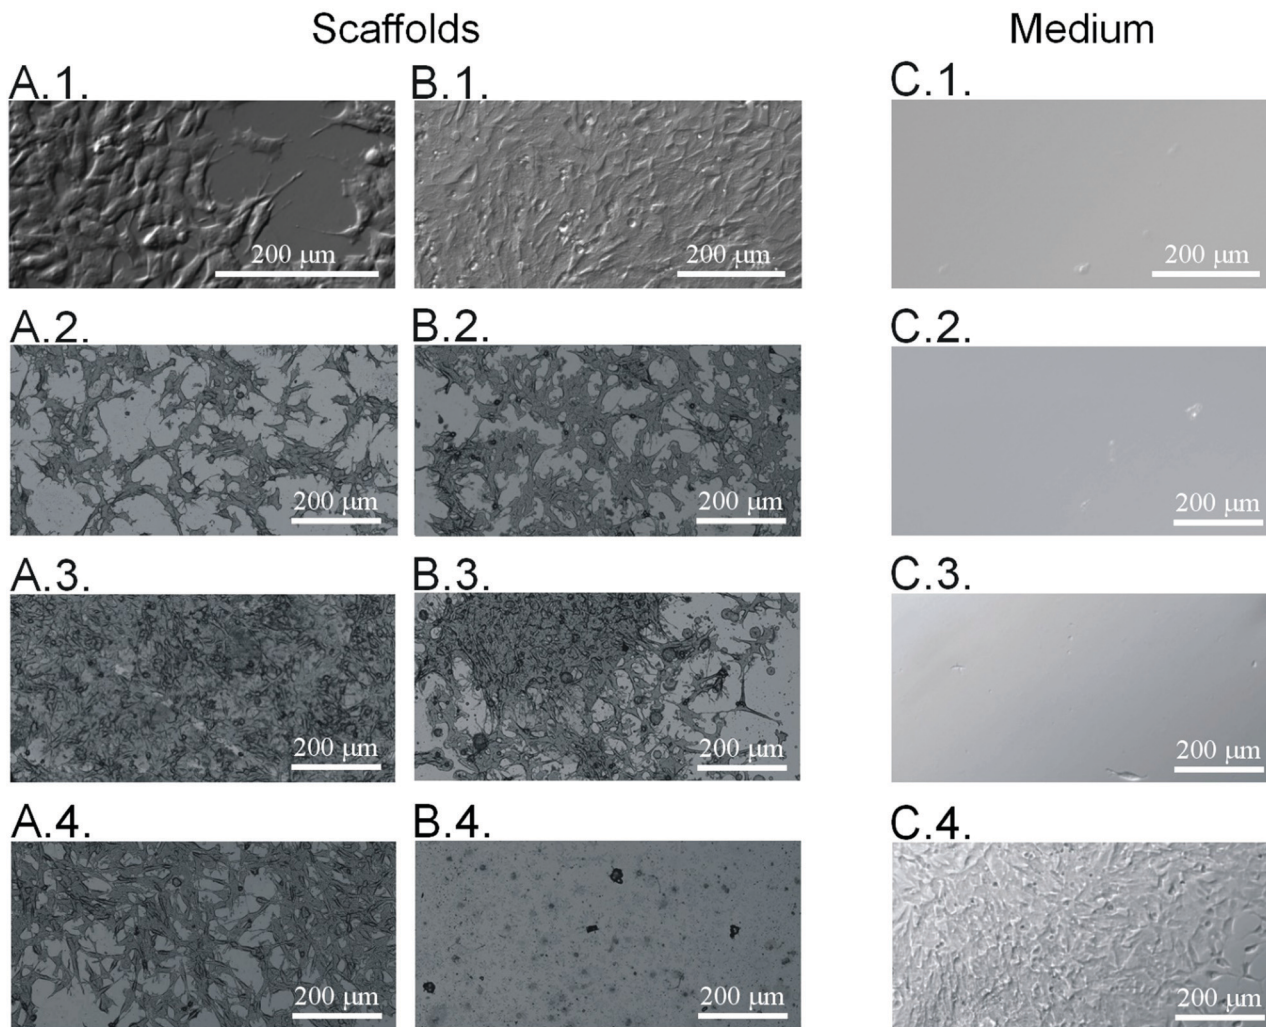 Scaffolds Medium
A.1. B.1. C.1.
200 µm 200 µm 200 µm
A.2. B.2. C.2.
200 µm 200 µm 200 µm
A.3. B.3. C.3.
200 µm 200 µm 200 µm
A.4. B.4. C.4.
200 µm 200 µm 200 µm